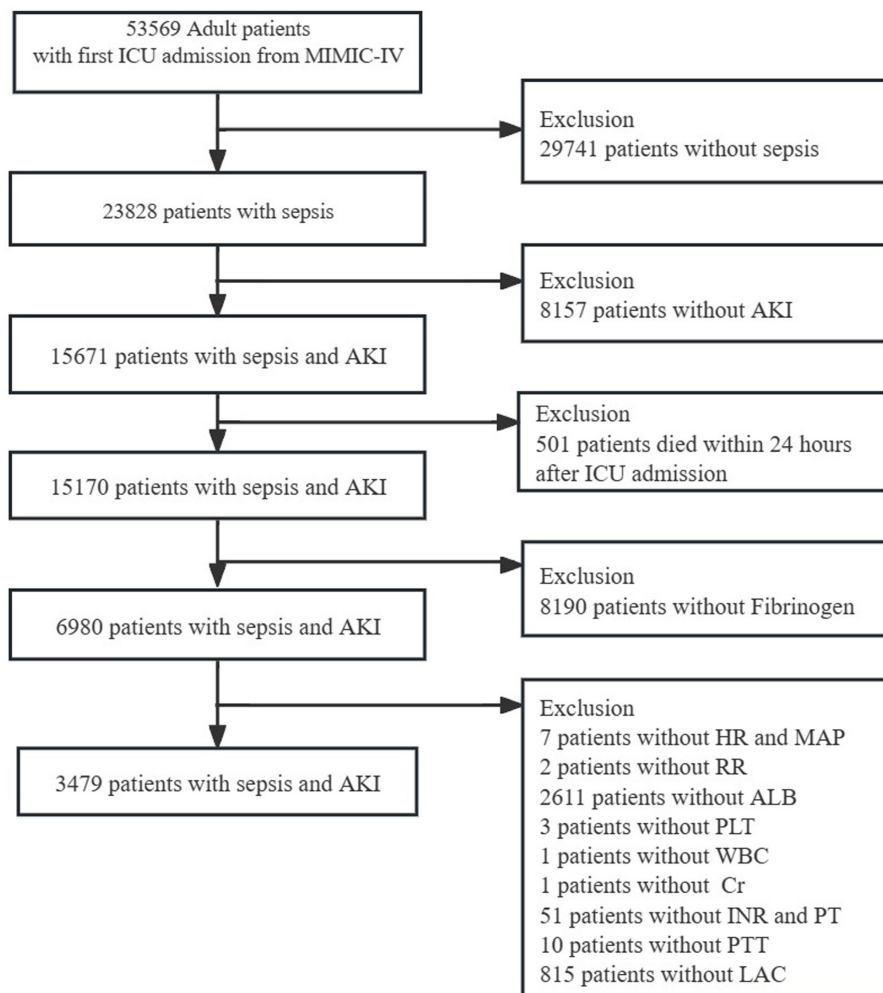 53569 Adult patients
with first ICU admission from MIMIC-IV
Exclusion
29741 patients without sepsis
23828 patients with sepsis
Exclusion
8157 patients without AKI
15671 patients with sepsis and AKI
Exclusion
501 patients died within 24 hours
after ICU admission
15170 patients with sepsis and AKI
Exclusion
8190 patients without Fibrinogen
6980 patients with sepsis and AKI
Exclusion
7 patients without HR and MAP
2 patients without RR
2611 patients without ALB
3 patients without PLT
1 patients without WBC
1 patients without Cr
51 patients without INR and PT
10 patients without PTT
815 patients without LAC
3479 patients with sepsis and AKI